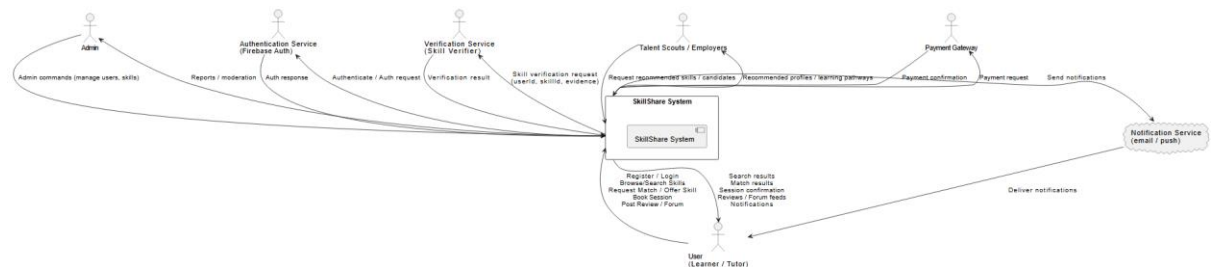 Admin
Authentication Service
(Firebase Auth)
Verification Service
(Skill Verifier)
Talent Scouts / Employers
Payment Gateway
Admin commands (manage users, skills)
Reports / moderation
Auth response
Authenticate / Auth request
Verification result
Skill verification request
(userId, skillId, evidence)
Request recommended skills / candidates
Recommended profiles / learning pathways
Payment confirmation
Payment request
Send notifications
SkillShare System
SkillShare System
Notification Service
(email / push)
Register / Login
Browse/Search Skills
Request Match / Offer Skill
Book Session
Post Review / Forum
Search results
Match results
Session confirmation
Reviews / Forum feeds
Notifications
Deliver notifications
User
(Learner / Tutor)